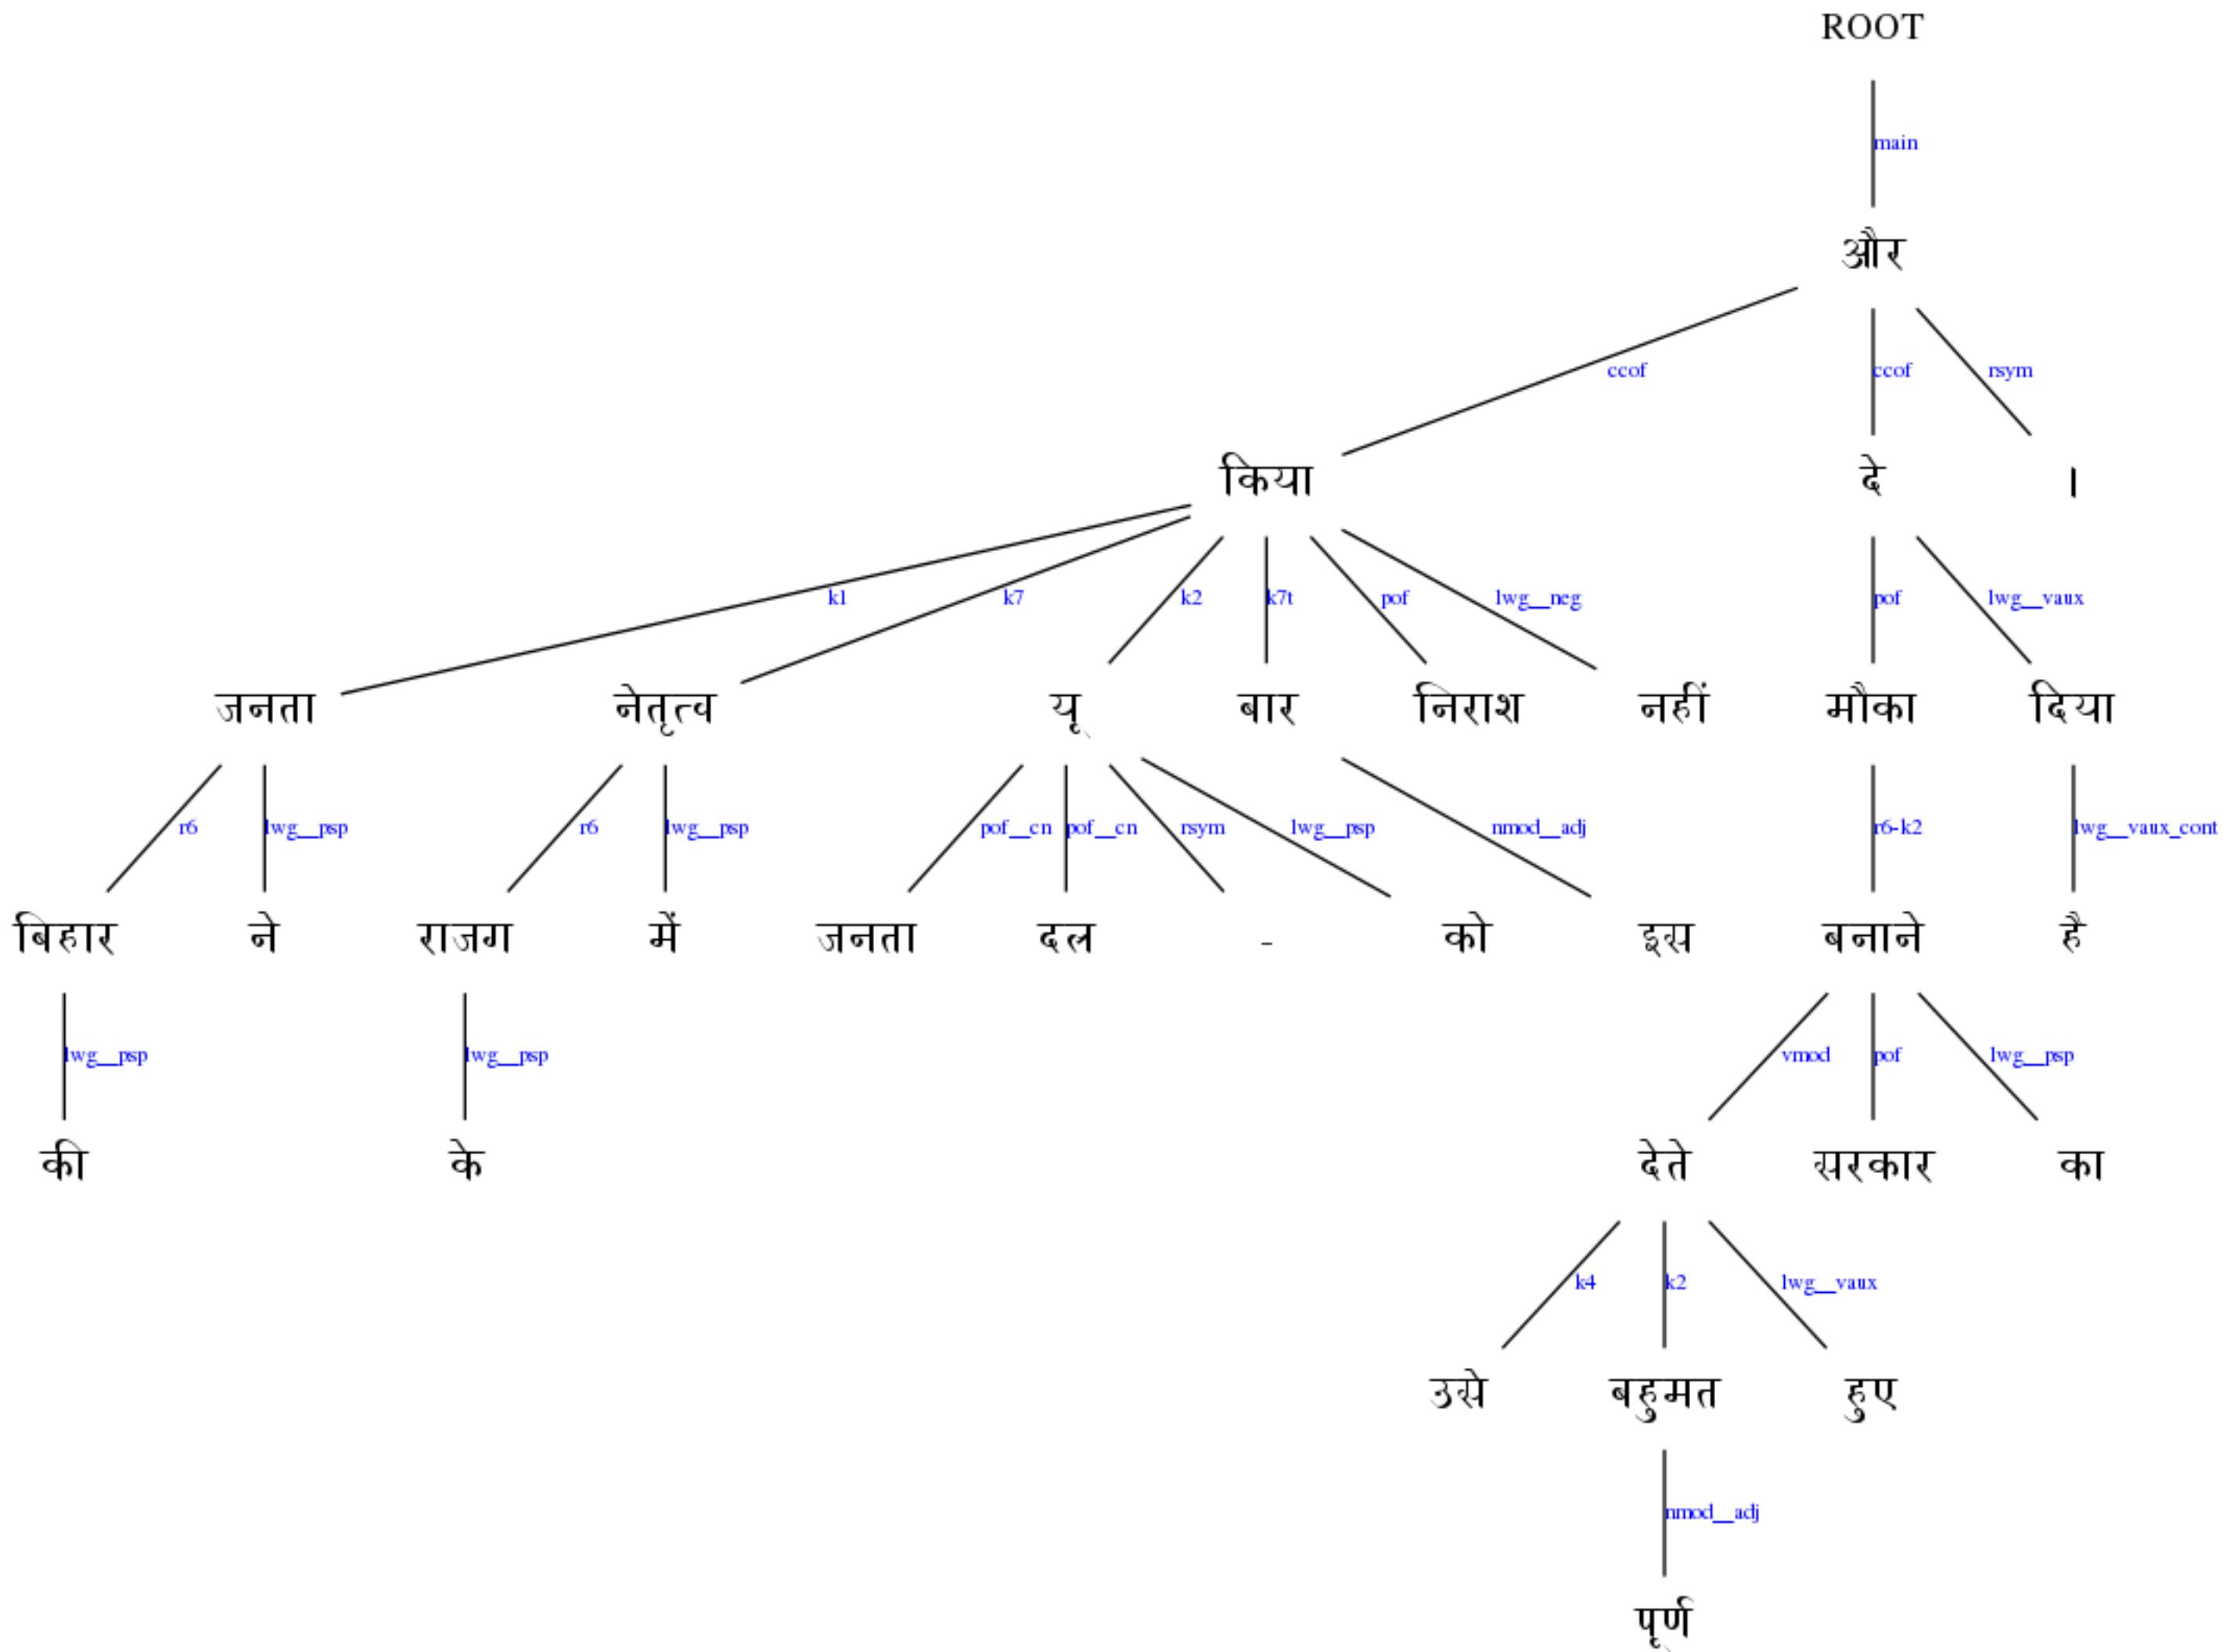 ROOT
main
और
ccof ccof rsym
किया दे ।
k1 k7 k2 k7t pof lwg__neg pof lwg__vaux
जनता नेतृत्व यू बार निराश नहीं मौका दिया
r6 lwg__psp r6 lwg__psp pof__cn pof__cn rsym lwg__psp nmod__adj r6-k2 lwg__vaux_cont
बिहार ने राजग में जनता दल - को इस बनाने है
lwg__psp lwg__psp vmod pof lwg__psp
की के देते सरकार का
k4 k2 lwg__vaux
उसे बहुमत हुए
nmod__adj
पूर्ण